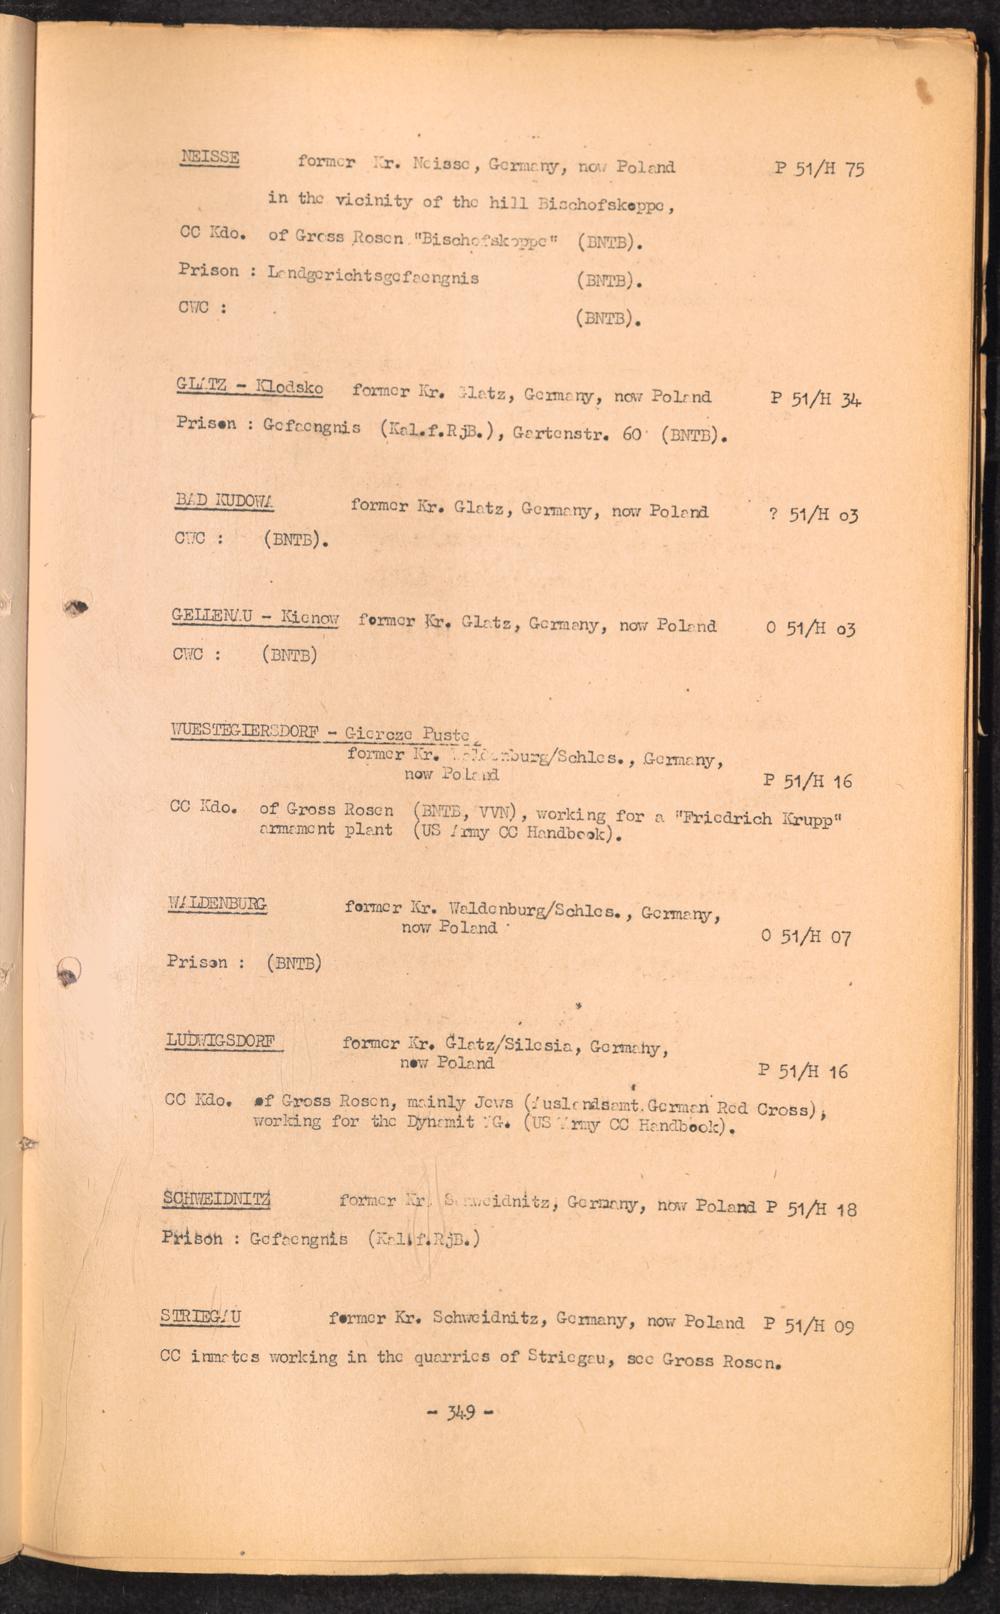 NEISSE former Kr. Neisse, Germany, now Poland P 51/H 75
in the vicinity of the hill Bischofskoppe,
CC Kdo. of Gross Rosen "Bischofskoppe" (BNTB).
Prison : Landgerichtsgefaengnis (BNTB).
CWC : (BNTB).
GLATZ - Klodsko former Kr. Glatz, Germany, now Poland P 51/H 34
Prison : Gefaengnis (Kal.f.RjB.), Gartenstr. 60 (BNTB).
BAD KUDOWA former Kr. Glatz, Germany, now Poland ? 51/H o3
CWC : (BNTB).
GELLENAU - Kienow former Kr. Glatz, Germany, now Poland O 51/H o3
CWC : (BNTB)
WUESTEGIERSDORF - Giercze Puste,
former Kr. Waldenburg/Schles., Germany,
now Poland P 51/H 16
CC Kdo. of Gross Rosen (BNTB, VVN), working for a "Friedrich Krupp"
armament plant (US Army CC Handbook).
WALDENBURG former Kr. Waldenburg/Schles., Germany,
now Poland O 51/H 07
Prison : (BNTB)
LUDWIGSDORF former Kr. Glatz/Silesia, Germany,
now Poland P 51/H 16
CC Kdo. of Gross Rosen, mainly Jews (Auslandsamt.German Red Cross),
working for the Dynamit AG. (US Army CC Handbook).
SCHWEIDNITZ former Kr. Schweidnitz, Germany, now Poland P 51/H 18
Prison : Gefaengnis (Kal.f.RjB.)
STRIEGAU former Kr. Schweidnitz, Germany, now Poland P 51/H 09
CC inmates working in the quarries of Striegau, see Gross Rosen.
- 349 -